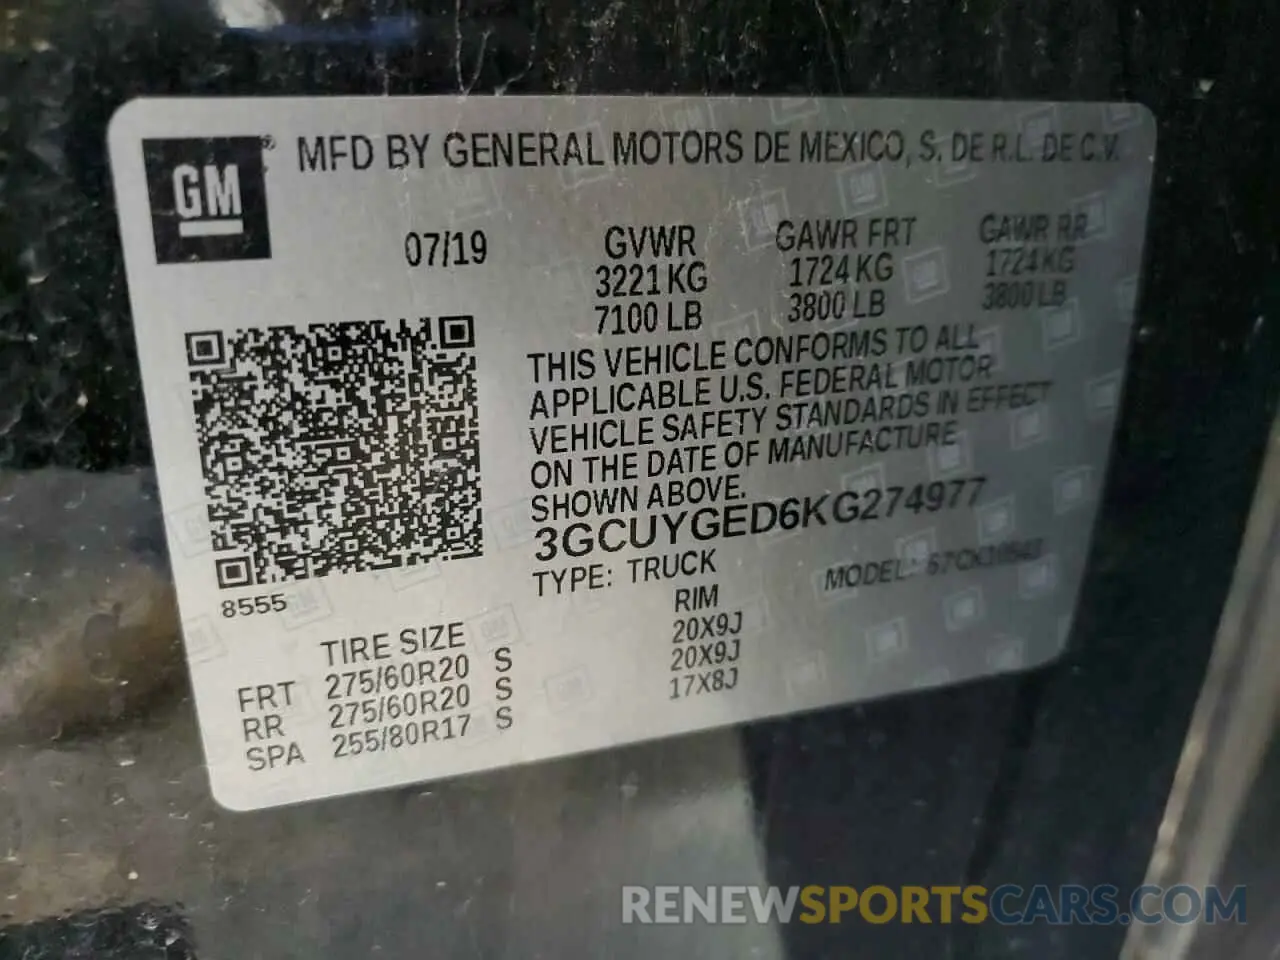 GM
® MFD BY GENERAL MOTORS DE MEXICO, S. DE R.L. DE C.V.
07/19
GVWR GAWR FRT GAWR RR
3221 KG 1724 KG 1724 KG
7100 LB 3800 LB 3800 LB
THIS VEHICLE CONFORMS TO ALL
APPLICABLE U.S. FEDERAL MOTOR
VEHICLE SAFETY STANDARDS IN EFFECT
ON THE DATE OF MANUFACTURE
SHOWN ABOVE.
3GCUYGED6KG274977
TYPE: TRUCK MODEL:
8555
TIRE SIZE RIM
FRT 275/60R20 S 20X9J
RR 275/60R20 S 20X9J
SPA 255/80R17 S 17X8J
RENEWSPORTSCARS.COM